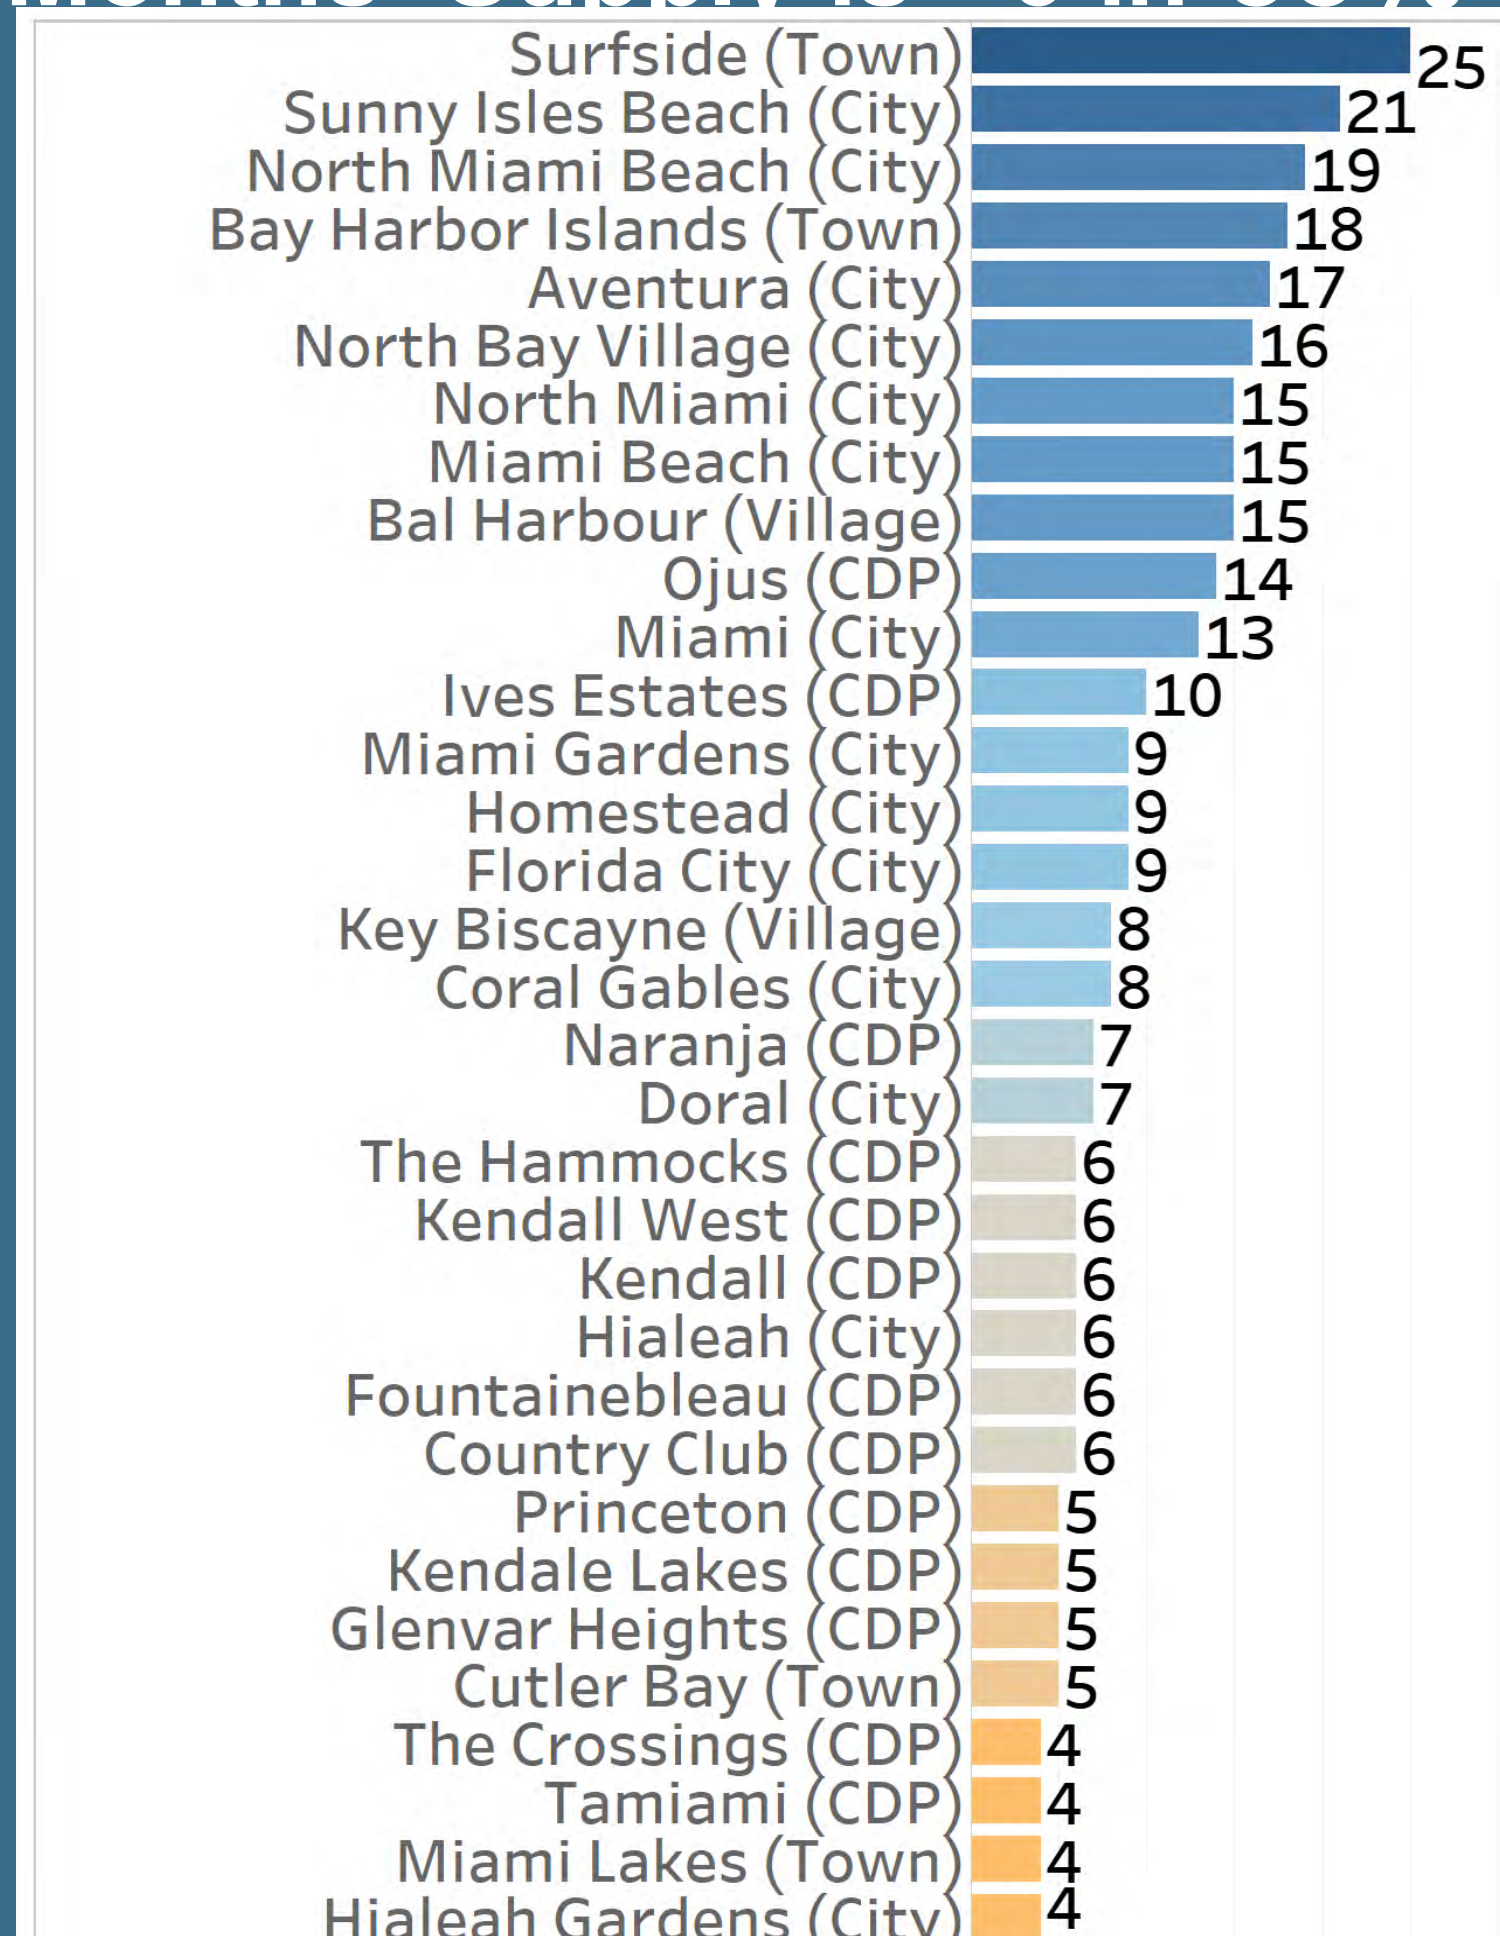 Surfside (Town) 25
Sunny Isles Beach (City) 21
North Miami Beach (City) 19
Bay Harbor Islands (Town) 18
Aventura (City) 17
North Bay Village (City) 16
North Miami (City) 15
Miami Beach (City) 15
Bal Harbour (Village) 15
Ojus (CDP) 14
Miami (City) 13
Ives Estates (CDP) 10
Miami Gardens (City) 9
Homestead (City) 9
Florida City (City) 9
Key Biscayne (Village) 8
Coral Gables (City) 8
Naranja (CDP) 7
Doral (City) 7
The Hammocks (CDP) 6
Kendall West (CDP) 6
Kendall (CDP) 6
Hialeah (City) 6
Fountainebleau (CDP) 6
Country Club (CDP) 6
Princeton (CDP) 5
Kendale Lakes (CDP) 5
Glenvar Heights (CDP) 5
Cutler Bay (Town) 5
The Crossings (CDP) 4
Tamiami (CDP) 4
Miami Lakes (Town) 4
Hialeah Gardens (City) 4